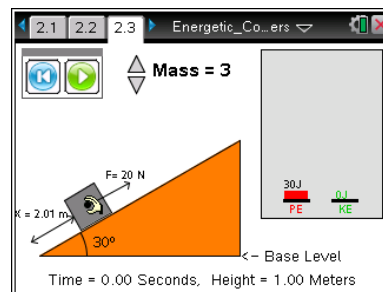 2.1 2.2 2.3 Energetic_Co...ers
Mass = 3
F= 20 N
X = 2.01 m
30º
30J 0J
PE KE
<- Base Level
Time = 0.00 Seconds, Height = 1.00 Meters